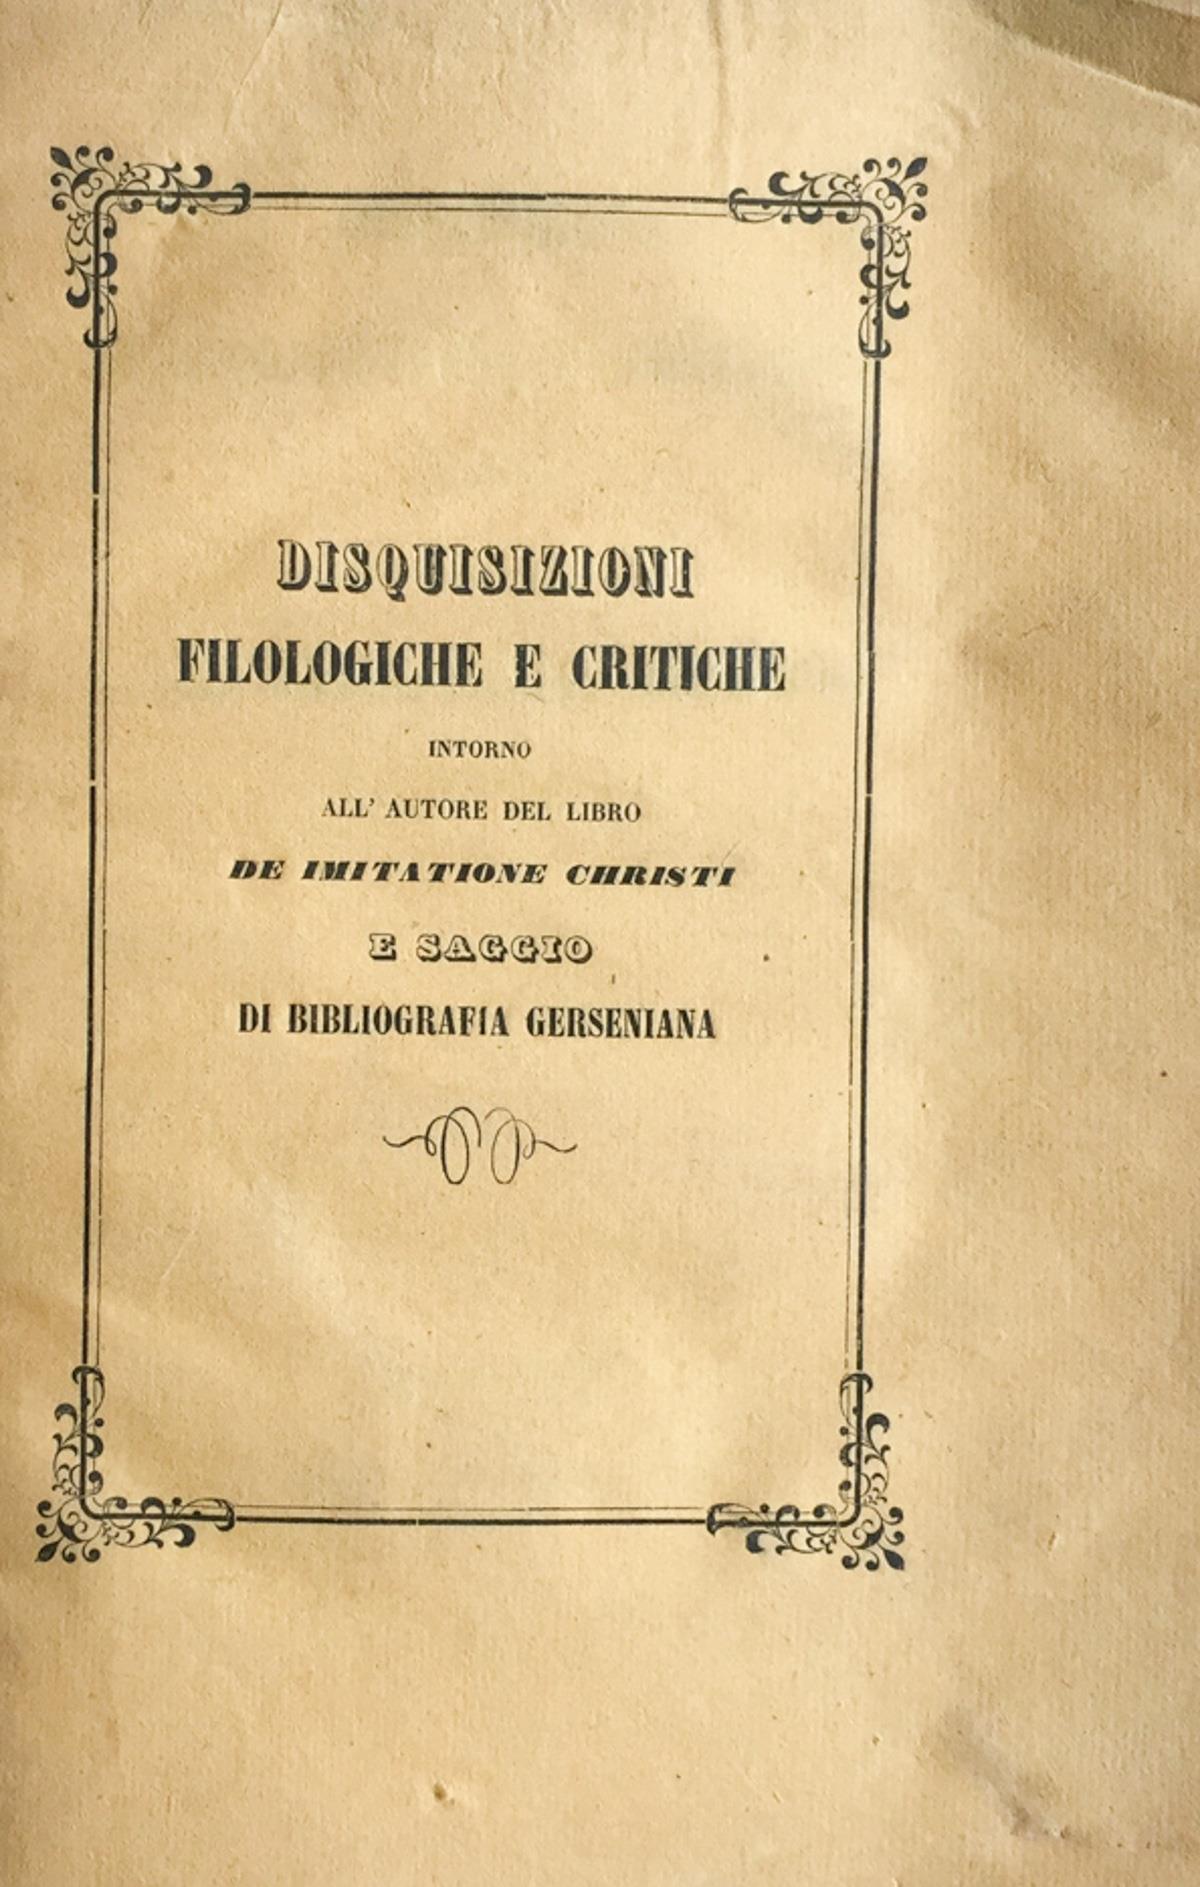 DISQUISIZIONI
FILOLOGICHE E CRITICHE
INTORNO
ALL' AUTORE DEL LIBRO
DE IMITATIONE CHRISTI
E SAGGIO
DI BIBLIOGRAFIA GERSENIANA